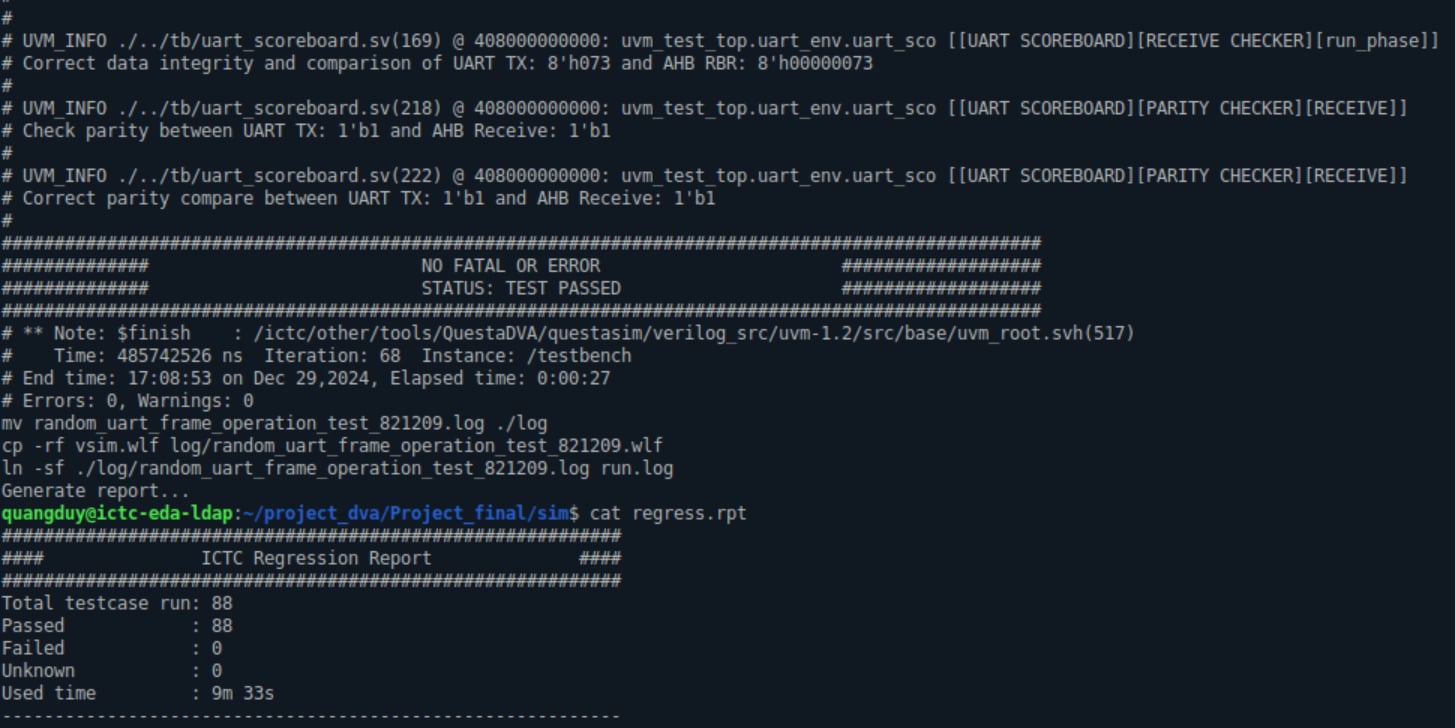 #
# UVM_INFO ./../tb/uart_scoreboard.sv(169) @ 408000000000: uvm_test_top.uart_env.uart_sco [[UART SCOREBOARD][RECEIVE CHECKER][run_phase]]
# Correct data integrity and comparison of UART TX: 8'h073 and AHB RBR: 8'h00000073
#
# UVM_INFO ./../tb/uart_scoreboard.sv(218) @ 408000000000: uvm_test_top.uart_env.uart_sco [[UART SCOREBOARD][PARITY CHECKER][RECEIVE]]
# Check parity between UART TX: 1'b1 and AHB Receive: 1'b1
#
# UVM_INFO ./../tb/uart_scoreboard.sv(222) @ 408000000000: uvm_test_top.uart_env.uart_sco [[UART SCOREBOARD][PARITY CHECKER][RECEIVE]]
# Correct parity compare between UART TX: 1'b1 and AHB Receive: 1'b1
#
###################################################################################################
##############                          NO FATAL OR ERROR                       ###################
##############                          STATUS: TEST PASSED                     ###################
###################################################################################################
# ** Note: $finish    : /ictc/other/tools/QuestaDVA/questasim/verilog_src/uvm-1.2/src/base/uvm_root.svh(517)
#    Time: 485742526 ns  Iteration: 68  Instance: /testbench
# End time: 17:08:53 on Dec 29,2024, Elapsed time: 0:00:27
# Errors: 0, Warnings: 0
mv random_uart_frame_operation_test_821209.log ./log
cp -rf vsim.wlf log/random_uart_frame_operation_test_821209.wlf
ln -sf ./log/random_uart_frame_operation_test_821209.log run.log
Generate report...
quangduy@ictc-eda-ldap:~/project_dva/Project_final/sim$ cat regress.rpt
###########################################################
####               ICTC Regression Report              ####
###########################################################
Total testcase run: 88
Passed            : 88
Failed            : 0
Unknown           : 0
Used time         : 9m 33s
-----------------------------------------------------------